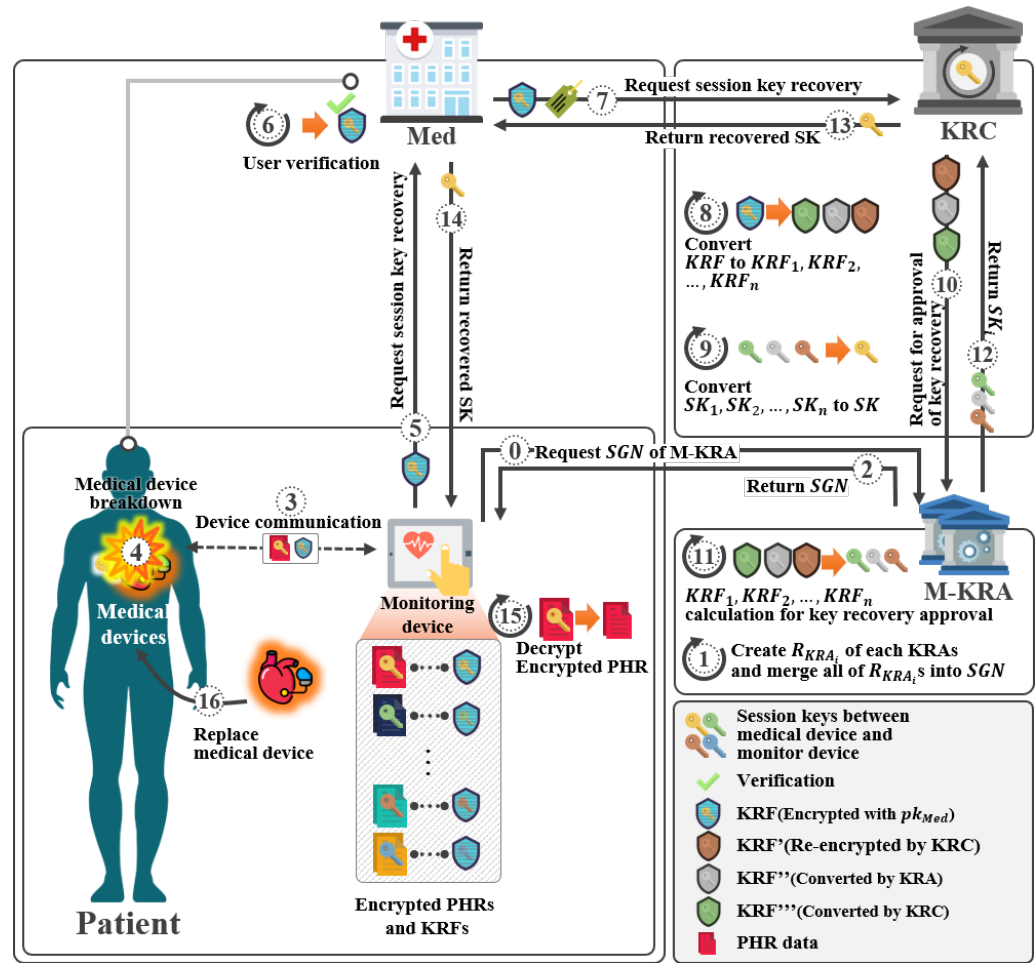 Med
KRC
6
User verification
7
Request session key recovery
13
Return recovered SK
Request session key recovery
5
14
Return recovered SK
8
Convert
KRF to KRF₁, KRF₂,
…, KRFₙ
9
Convert
SK₁, SK₂, …, SKₙ to SK
Request for approval
of key recovery
10
Return SKᵢ
12
0
Request SGN of M-KRA
2
Return SGN
Medical device
breakdown
4
Medical
devices
3
Device communication
Monitoring
device
15
Decrypt
Encrypted PHR
16
Replace
medical device
Encrypted PHRs
and KRFs
Patient
M-KRA
11
KRF₁, KRF₂, …, KRFₙ
calculation for key recovery approval
1
Create R_KRAᵢ of each KRAs
and merge all of R_KRAᵢs into SGN
Session keys between
medical device and
monitor device
Verification
KRF(Encrypted with pk_Med)
KRF'(Re-encrypted by KRC)
KRF''(Converted by KRA)
KRF'''(Converted by KRC)
PHR data